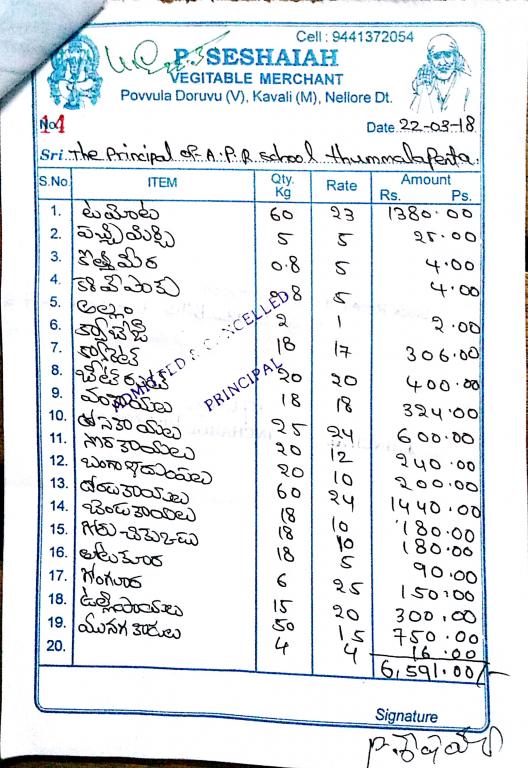 Cell : 9441372054
P. SESHAIAH
VEGITABLE MERCHANT
Povvula Doruvu (V), Kavali (M), Nellore Dt.
No. 14 Date 22-03-18
Sri. The Principal of A.P.R school Thummalapenta.
S.No. ITEM Qty. Kg Rate Amount Rs. Ps.
1. టమోటా 60 23 1380.00
2. పచ్చిమిర్చి 5 5 25.00
3. కొత్తిమీర 0.8 5 4.00
4. కరివేపాకు 0.8 5 4.00
5. అల్లం 2 1 2.00
6. క్యాబేజి 18 17 306.00
7. క్యారెట్ 20 20 400.00
8. బీట్ రూట్ 18 18 324.00
9. వంకాయలు 25 24 600.00
10. దోసకాయలు 20 12 240.00
11. సొరకాయలు 20 10 200.00
12. బంగాళదుంపలు 60 24 1440.00
13. దొండకాయలు 18 10 180.00
14. బెండకాయలు 18 10 180.00
15. గోరుచిక్కుడు 18 5 90.00
16. ఆకుకూర 6 25 150.00
17. గోంగూర 15 20 300.00
18. ఉల్లిపాయలు 50 15 750.00
19. మునగకాయలు 4 4 16.00
20.
6,591.00/-
ADMITTED & CANCELLED
PRINCIPAL
Signature